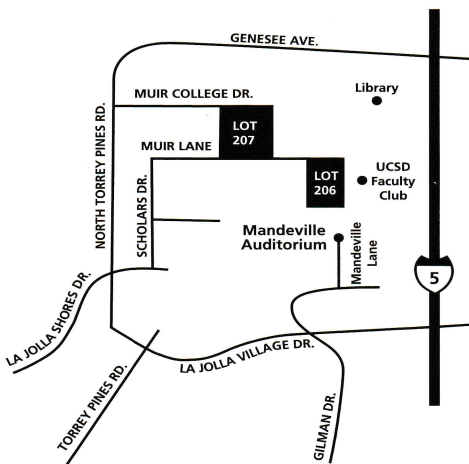 GENESEE AVE.
MUIR COLLEGE DR.
Library
LOT
207
MUIR LANE
NORTH TORREY PINES RD.
SCHOLARS DR.
LOT
206
UCSD
Faculty
Club
Mandeville
Auditorium
Mandeville
Lane
5
LA JOLLA SHORES DR.
LA JOLLA VILLAGE DR.
TORREY PINES RD.
GILMAN DR.